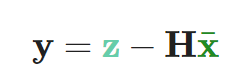 y = z − Hx̄